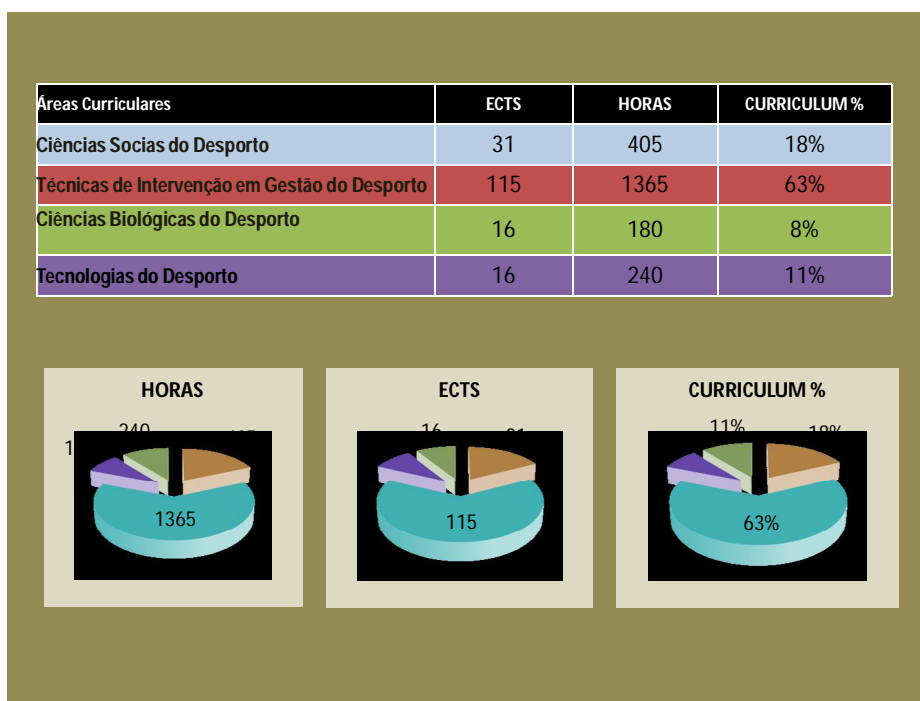 Áreas Curriculares ECTS HORAS CURRICULUM %
Ciências Socias do Desporto 31 405 18%
Técnicas de Intervenção em Gestão do Desporto 115 1365 63%
Ciências Biológicas do Desporto 16 180 8%
Tecnologias do Desporto 16 240 11%
HORAS ECTS CURRICULUM %
240 16 11% 18%
1365 115 63%